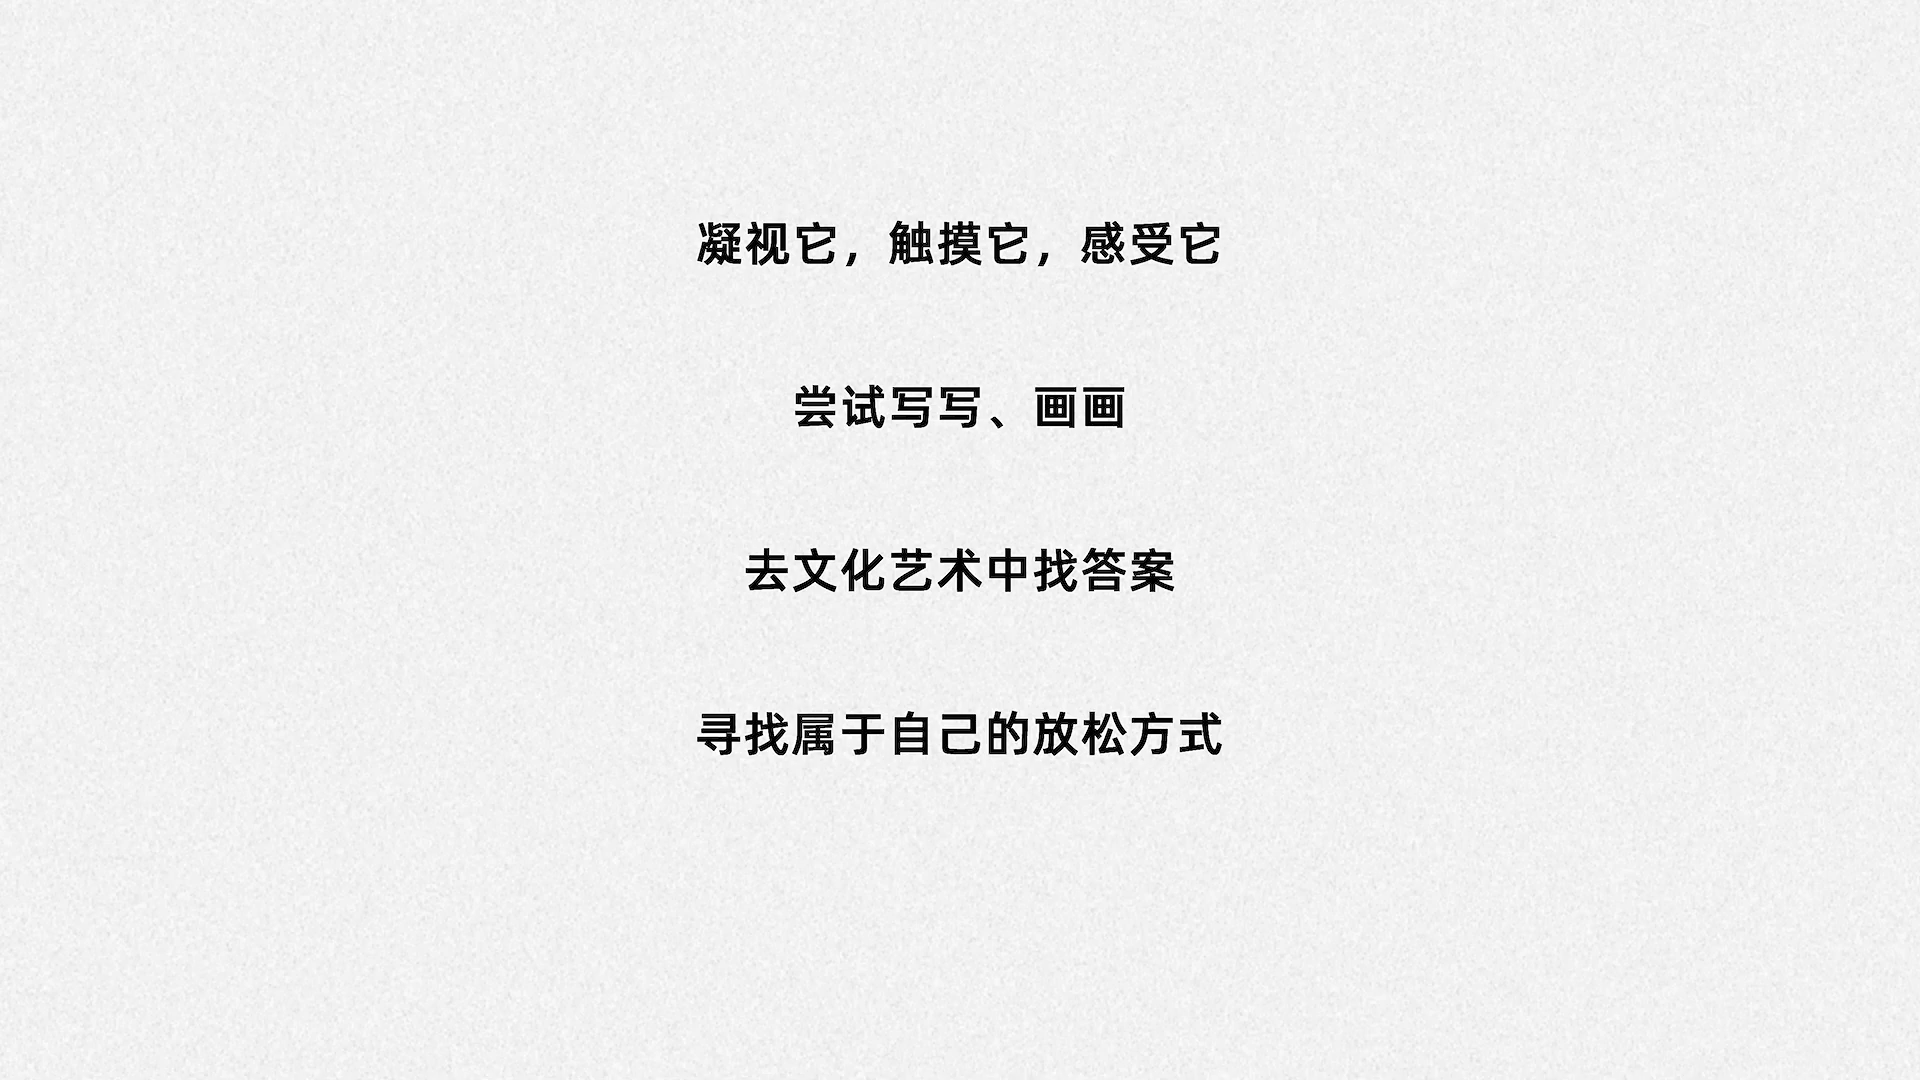 凝视它，触摸它，感受它
尝试写写、画画
去文化艺术中找答案
寻找属于自己的放松方式